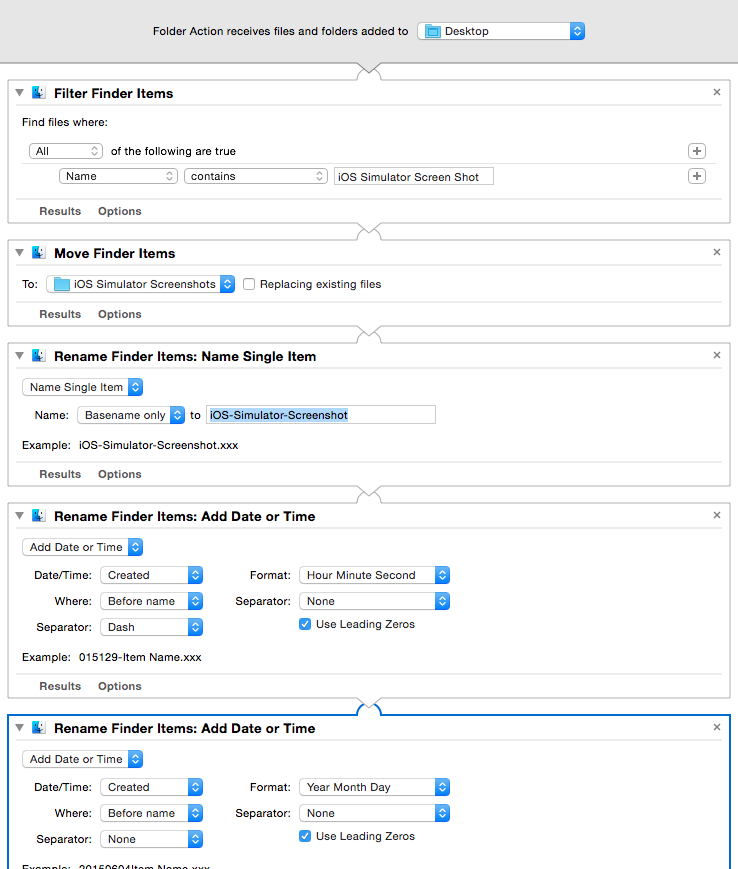 Folder Action receives files and folders added to Desktop
Filter Finder Items
Find files where:
All of the following are true
Name contains iOS Simulator Screen Shot
Results Options
Move Finder Items
To: iOS Simulator Screenshots Replacing existing files
Results Options
Rename Finder Items: Name Single Item
Name Single Item
Name: Basename only to iOS-Simulator-Screenshot
Example: iOS-Simulator-Screenshot.xxx
Results Options
Rename Finder Items: Add Date or Time
Add Date or Time
Date/Time: Created Format: Hour Minute Second
Where: Before name Separator: None
Separator: Dash Use Leading Zeros
Example: 015129-Item Name.xxx
Results Options
Rename Finder Items: Add Date or Time
Add Date or Time
Date/Time: Created Format: Year Month Day
Where: Before name Separator: None
Separator: None Use Leading Zeros
Example: 20150604Item Name.xxx